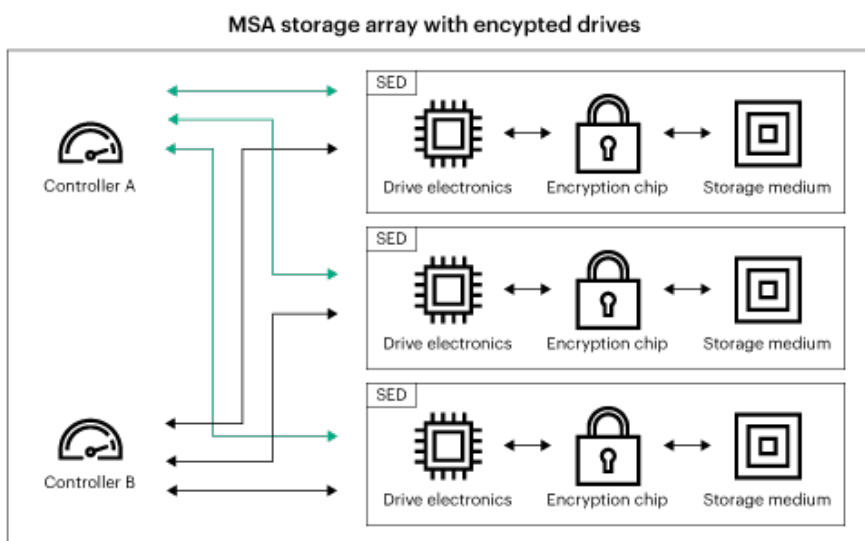 MSA storage array with encypted drives
SED
Drive electronics Encryption chip Storage medium
Controller A
SED
Drive electronics Encryption chip Storage medium
SED
Drive electronics Encryption chip Storage medium
Controller B